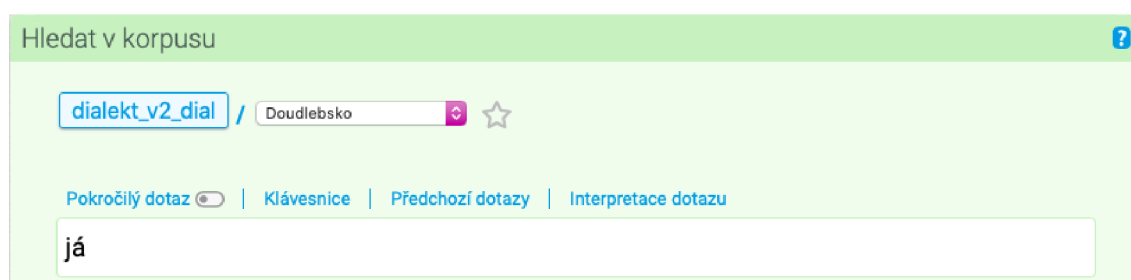 Hledat v korpusu ?
dialekt_v2_dial / Doudlebsko
Pokročilý dotaz | Klávesnice | Předchozí dotazy | Interpretace dotazu
já